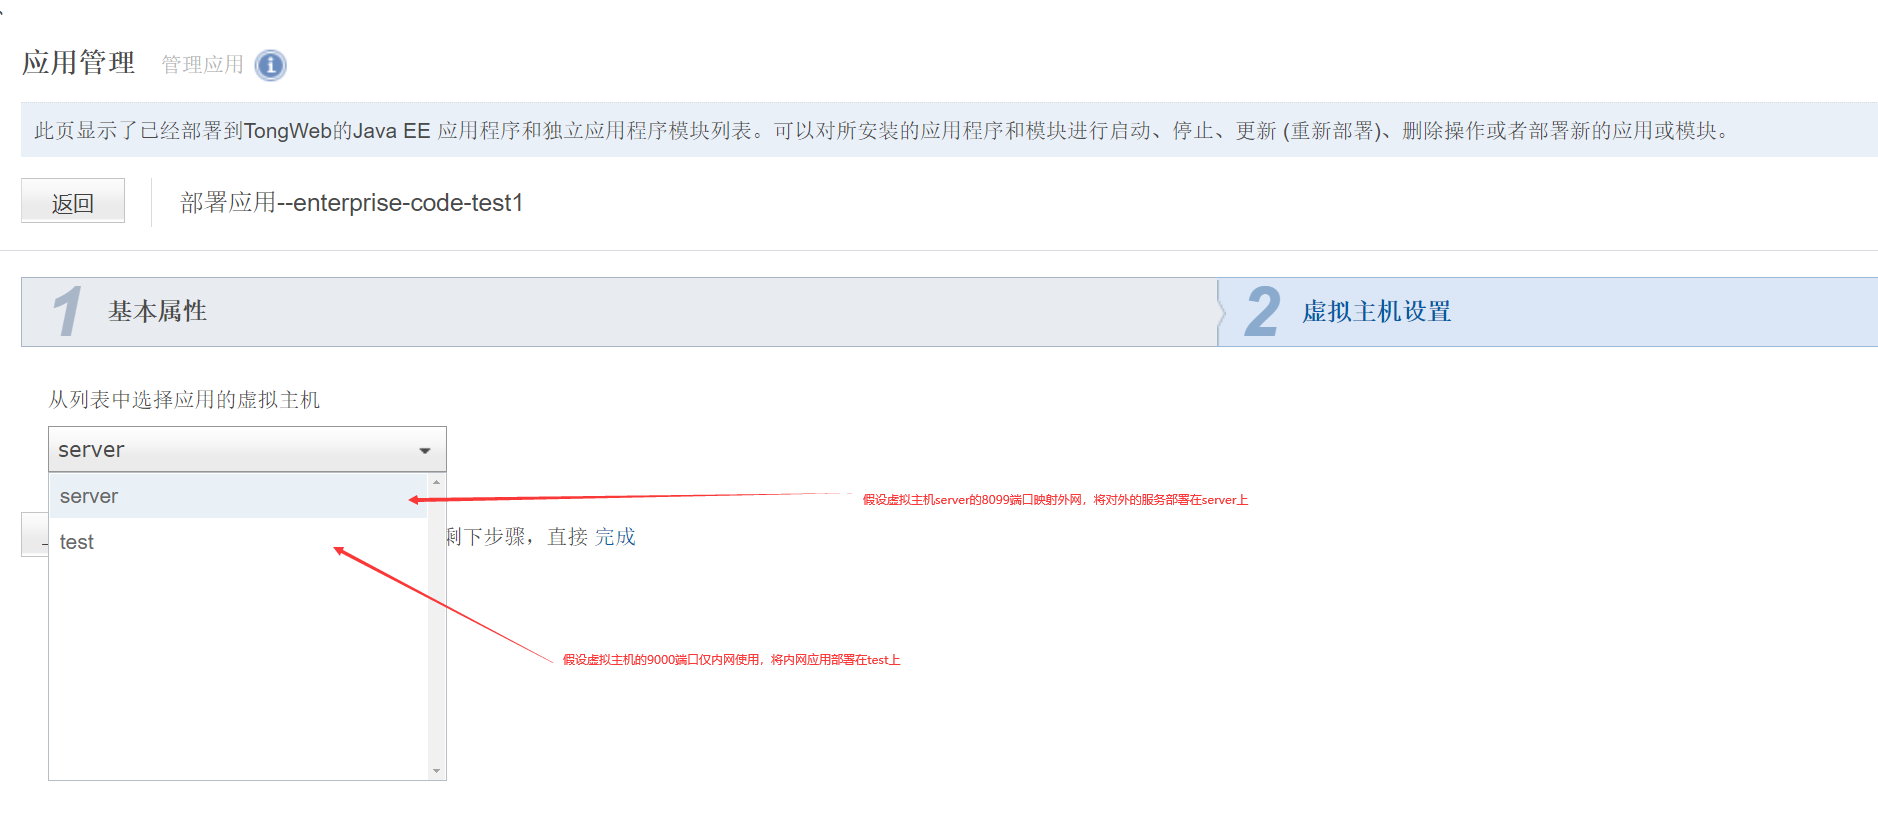 应用管理 管理应用
此页显示了已经部署到TongWeb的Java EE 应用程序和独立应用程序模块列表。可以对所安装的应用程序和模块进行启动、停止、更新 (重新部署)、删除操作或者部署新的应用或模块。
返回 部署应用--enterprise-code-test1
1 基本属性 2 虚拟主机设置
从列表中选择应用的虚拟主机
server
server
假设虚拟主机server的8099端口映射外网，将对外的服务部署在server上
剩下步骤，直接 完成
test
假设虚拟主机的9000端口仅内网使用，将内网应用部署在test上